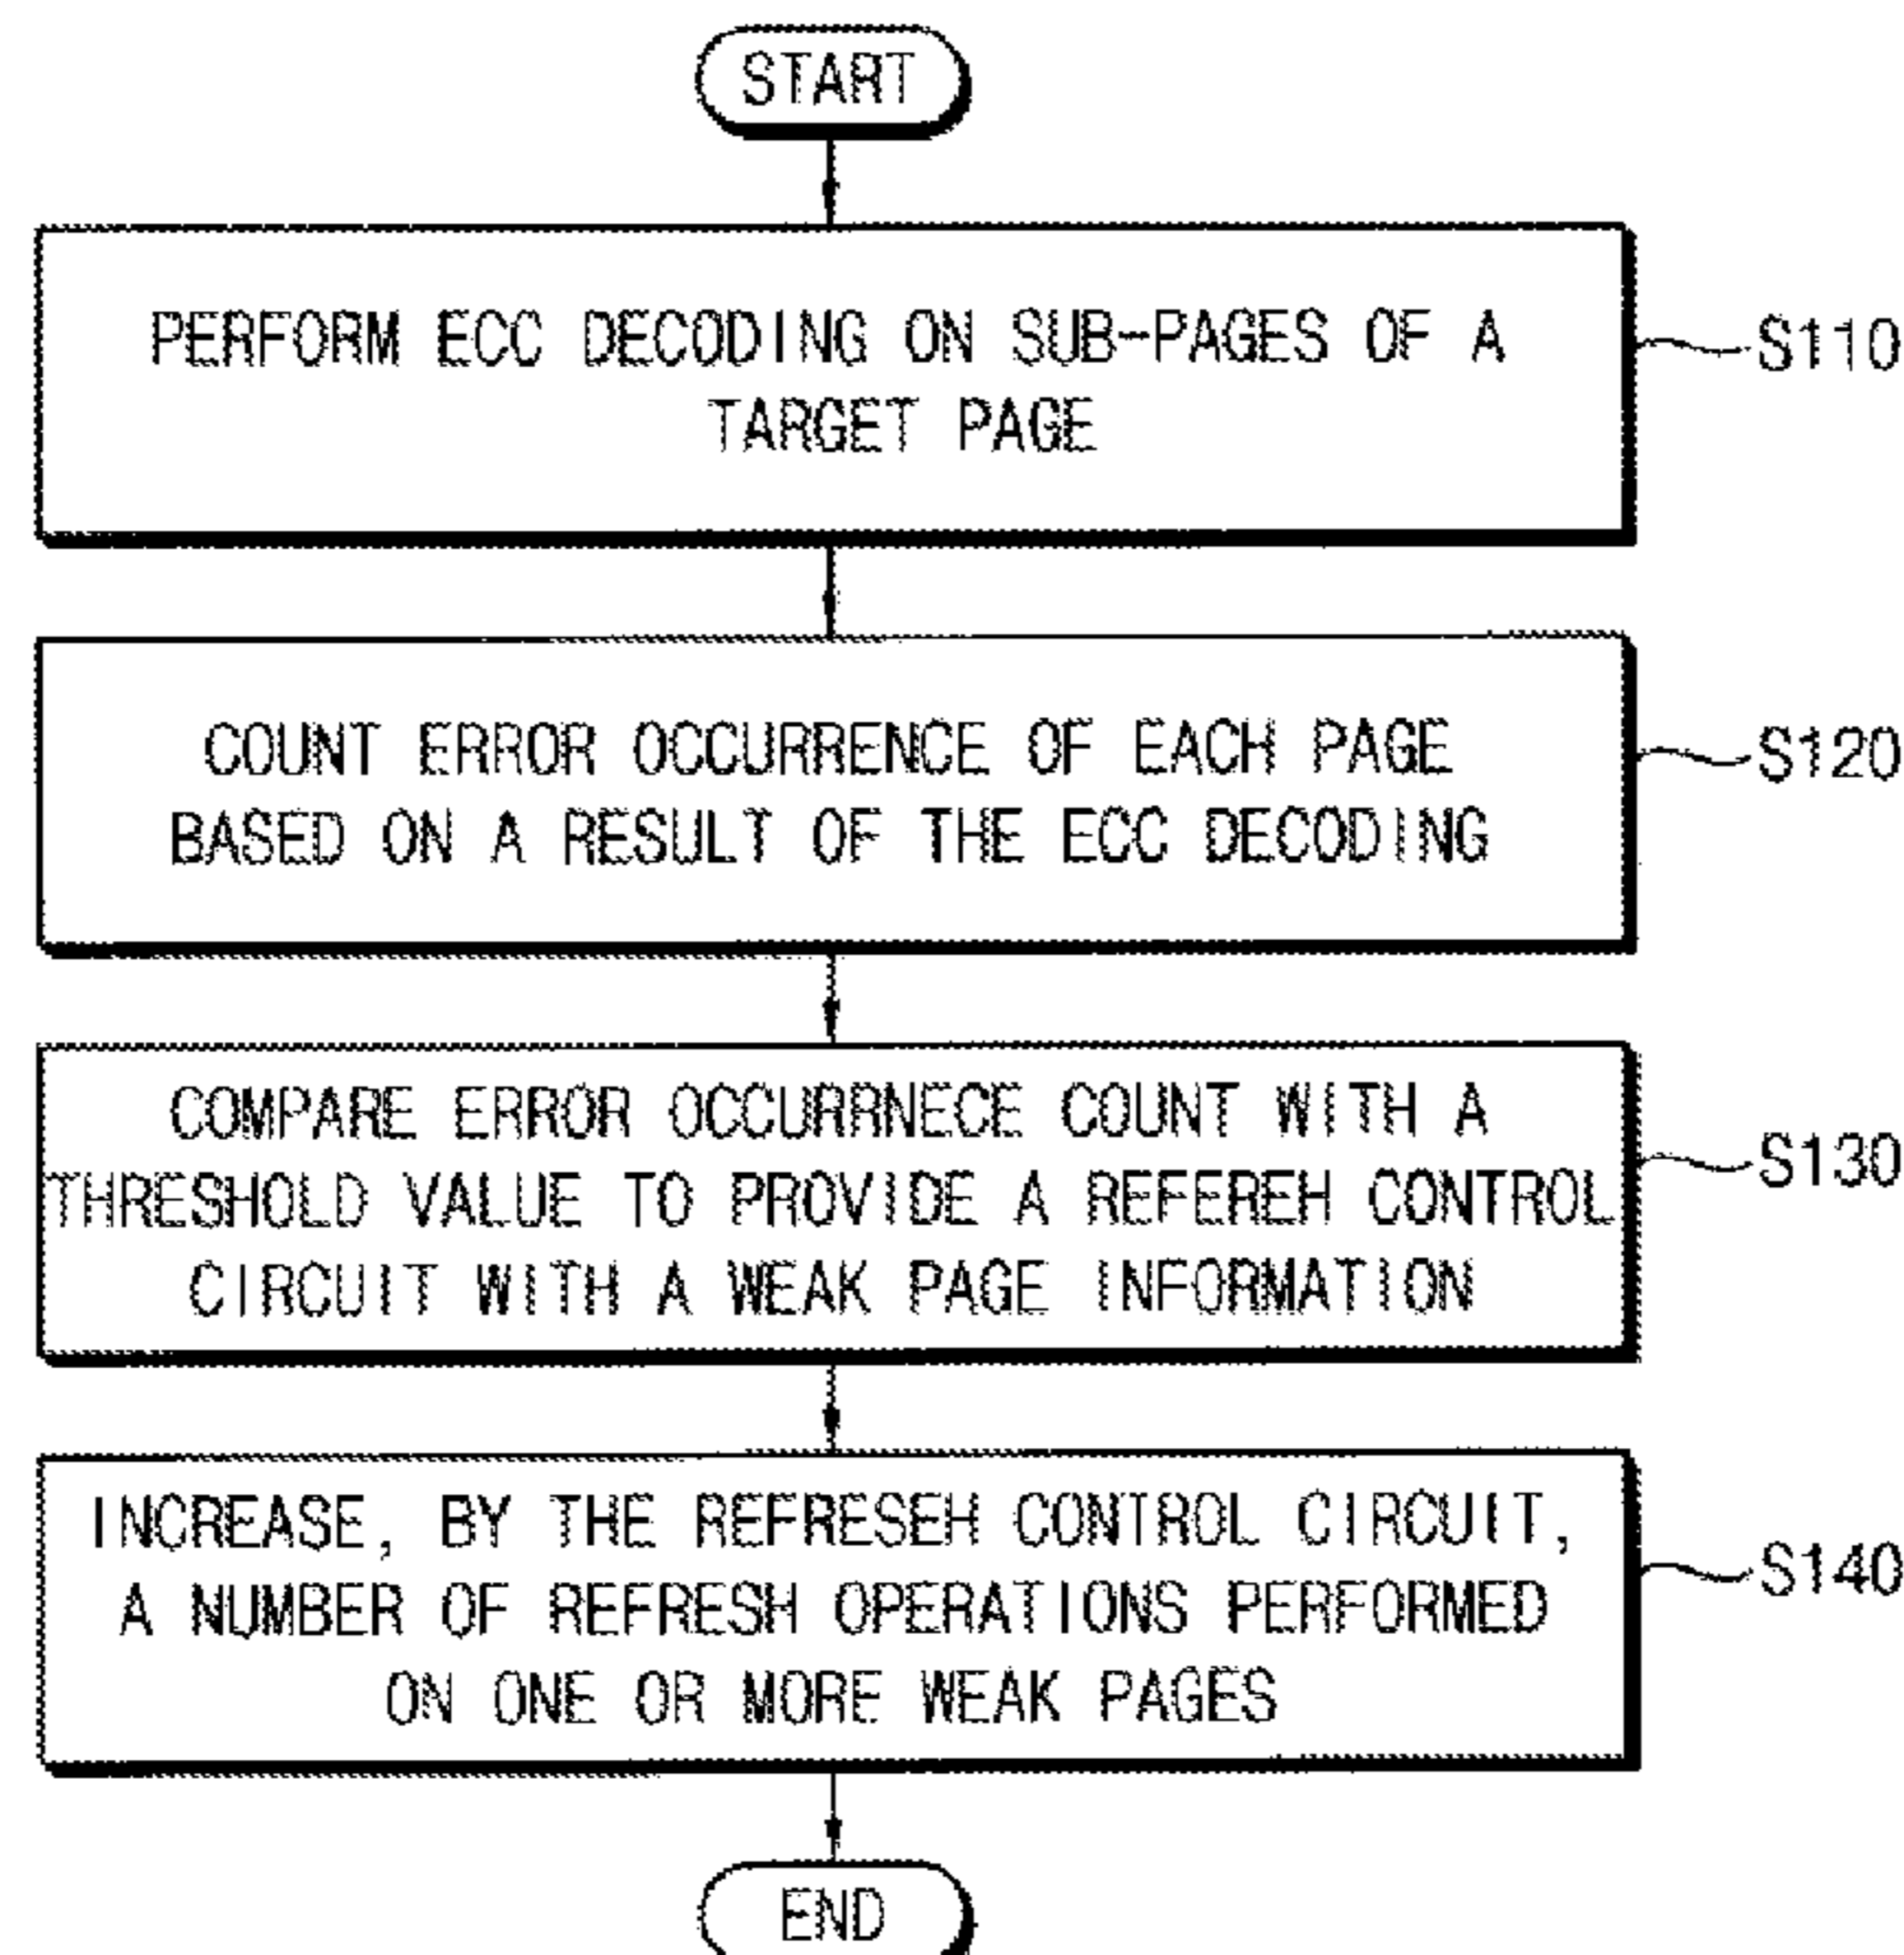 START
PERFORM ECC DECODING ON SUB-PAGES OF A
TARGET PAGE
S110
COUNT ERROR OCCURRENCE OF EACH PAGE
BASED ON A RESULT OF THE ECC DECODING
S120
COMPARE ERROR OCCURRNECE COUNT WITH A
THRESHOLD VALUE TO PROVIDE A REFEREH CONTROL
CIRCUIT WITH A WEAK PAGE INFORMATION
S130
INCREASE, BY THE REFRESEH CONTROL CIRCUIT,
A NUMBER OF REFRESH OPERATIONS PERFORMED
ON ONE OR MORE WEAK PAGES
S140
END